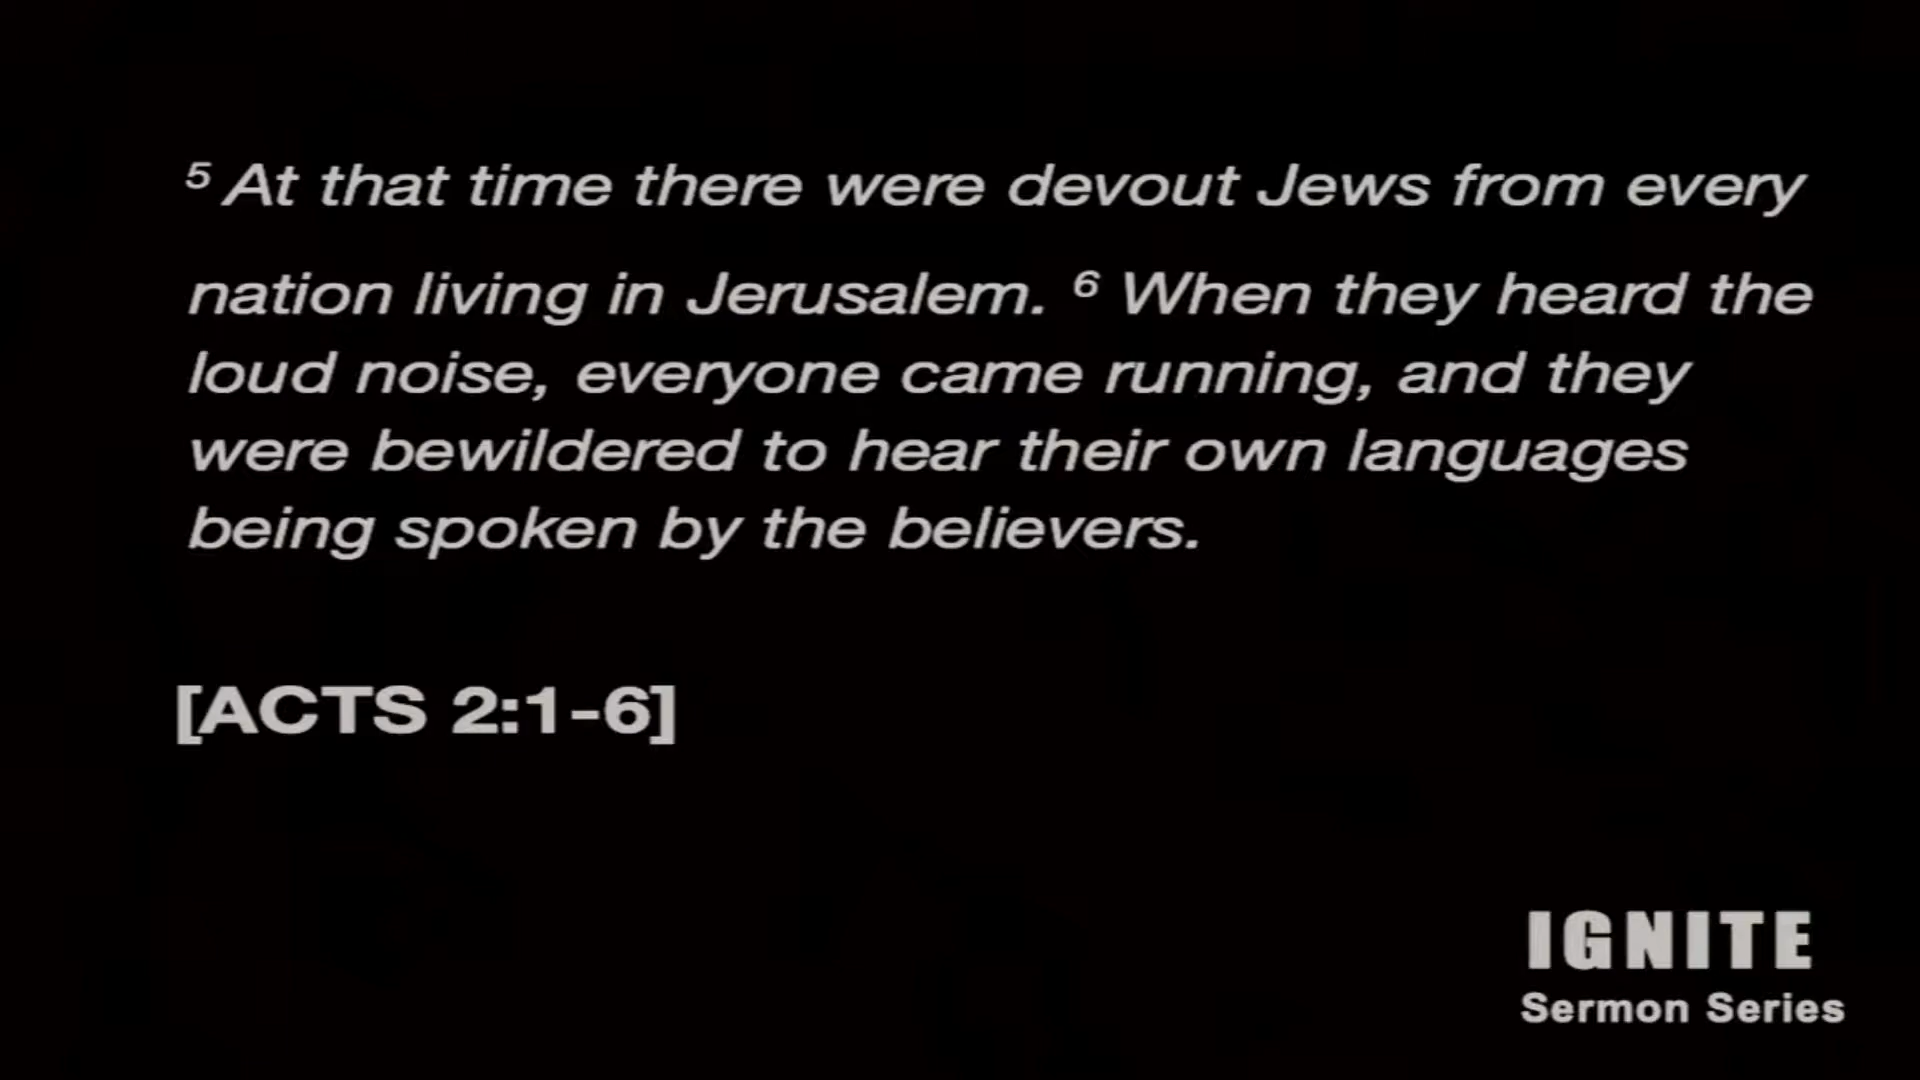 ⁵ At that time there were devout Jews from every
nation living in Jerusalem. ⁶ When they heard the
loud noise, everyone came running, and they
were bewildered to hear their own languages
being spoken by the believers.
[ACTS 2:1-6]
IGNITE
Sermon Series